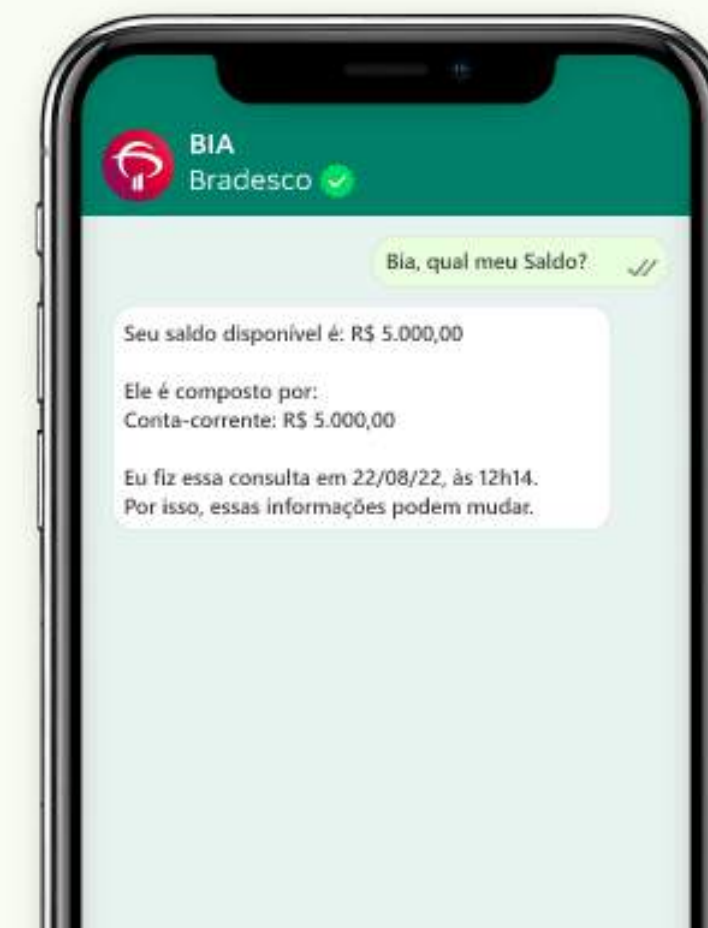 BIA
Bradesco
Bia, qual meu Saldo?
Seu saldo disponível é: R$ 5.000,00
Ele é composto por:
Conta-corrente: R$ 5.000,00
Eu fiz essa consulta em 22/08/22, às 12h14.
Por isso, essas informações podem mudar.